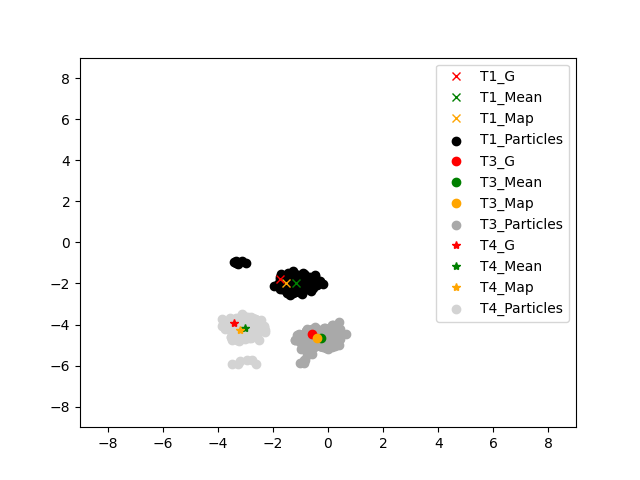 8
6
4
2
0
−2
−4
−6
−8
−8 −6 −4 −2 0 2 4 6 8
T1_G
T1_Mean
T1_Map
T1_Particles
T3_G
T3_Mean
T3_Map
T3_Particles
T4_G
T4_Mean
T4_Map
T4_Particles